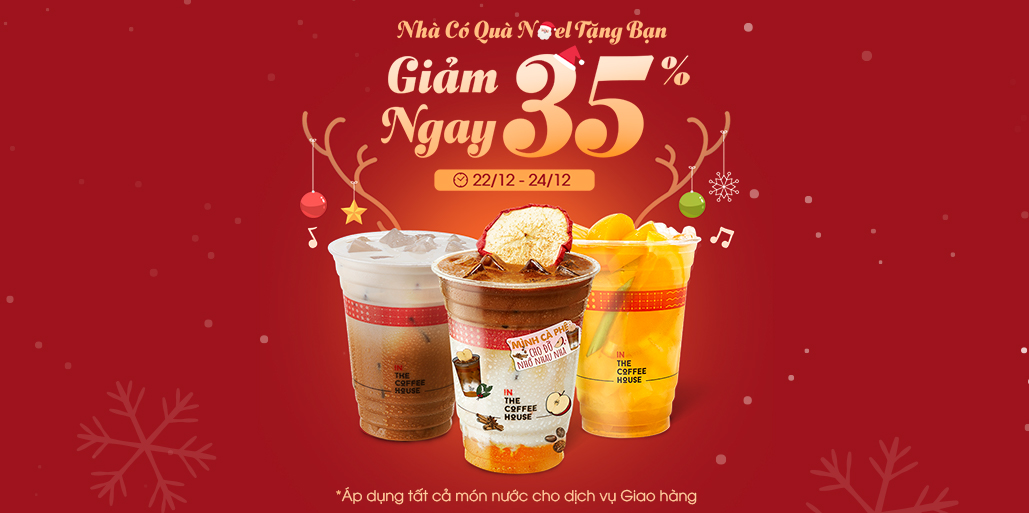 Nhà Có Quà Noel Tặng Bạn
Giảm
Ngay
35%
22/12 - 24/12
MÌNH CÀ PHÊ
CHO ĐỠ
NHỚ NHAU NHA
IN
THE
COFFEE
HOUSE
IN
THE
COFFEE
HOUSE
IN
THE
COFFEE
HOUSE
*Áp dụng tất cả món nước cho dịch vụ Giao hàng